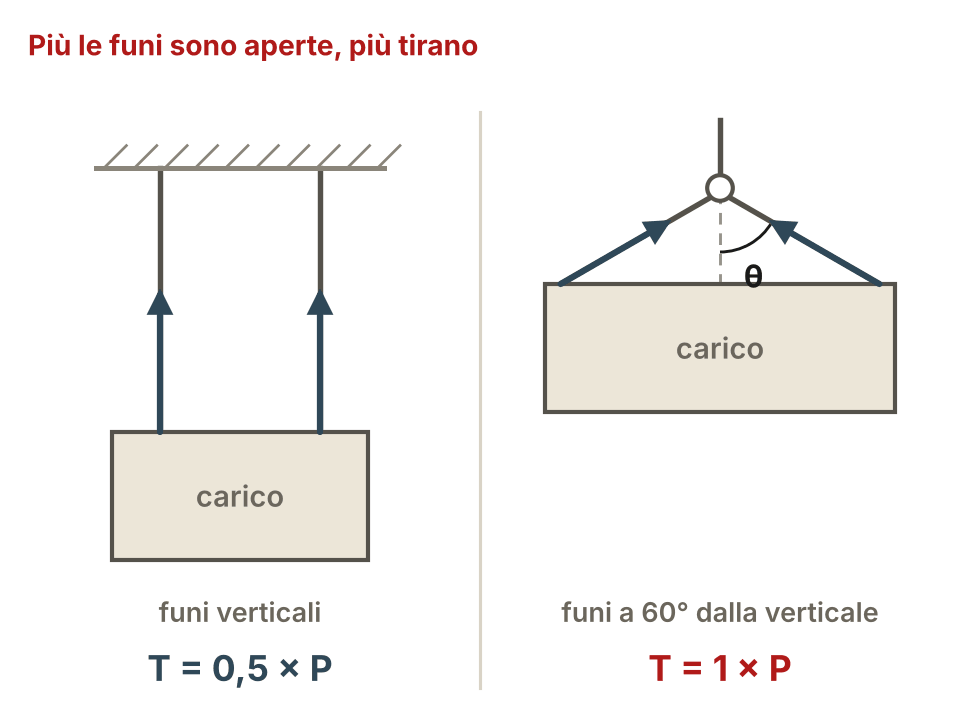 Più le funi sono aperte, più tirano
carico
funi verticali
T = 0,5 × P
θ
carico
funi a 60° dalla verticale
T = 1 × P